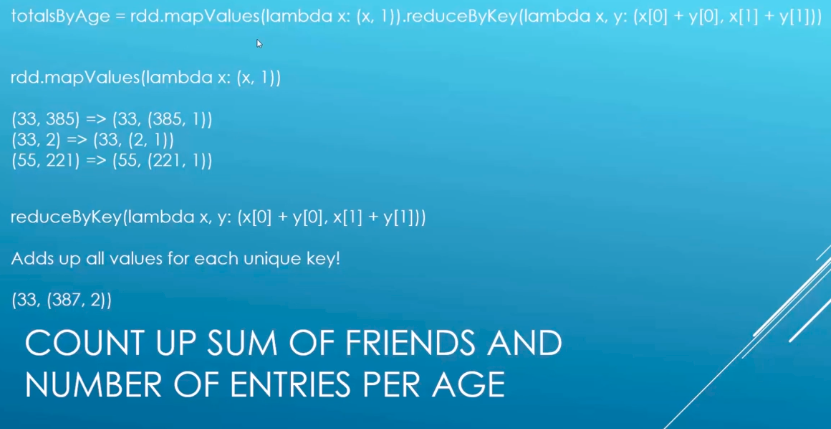 totalsByAge = rdd.mapValues(lambda x: (x, 1)).reduceByKey(lambda x, y: (x[0] + y[0], x[1] + y[1]))
rdd.mapValues(lambda x: (x, 1))
(33, 385) => (33, (385, 1))
(33, 2) => (33, (2, 1))
(55, 221) => (55, (221, 1))
reduceByKey(lambda x, y: (x[0] + y[0], x[1] + y[1]))
Adds up all values for each unique key!
(33, (387, 2))
COUNT UP SUM OF FRIENDS AND
NUMBER OF ENTRIES PER AGE